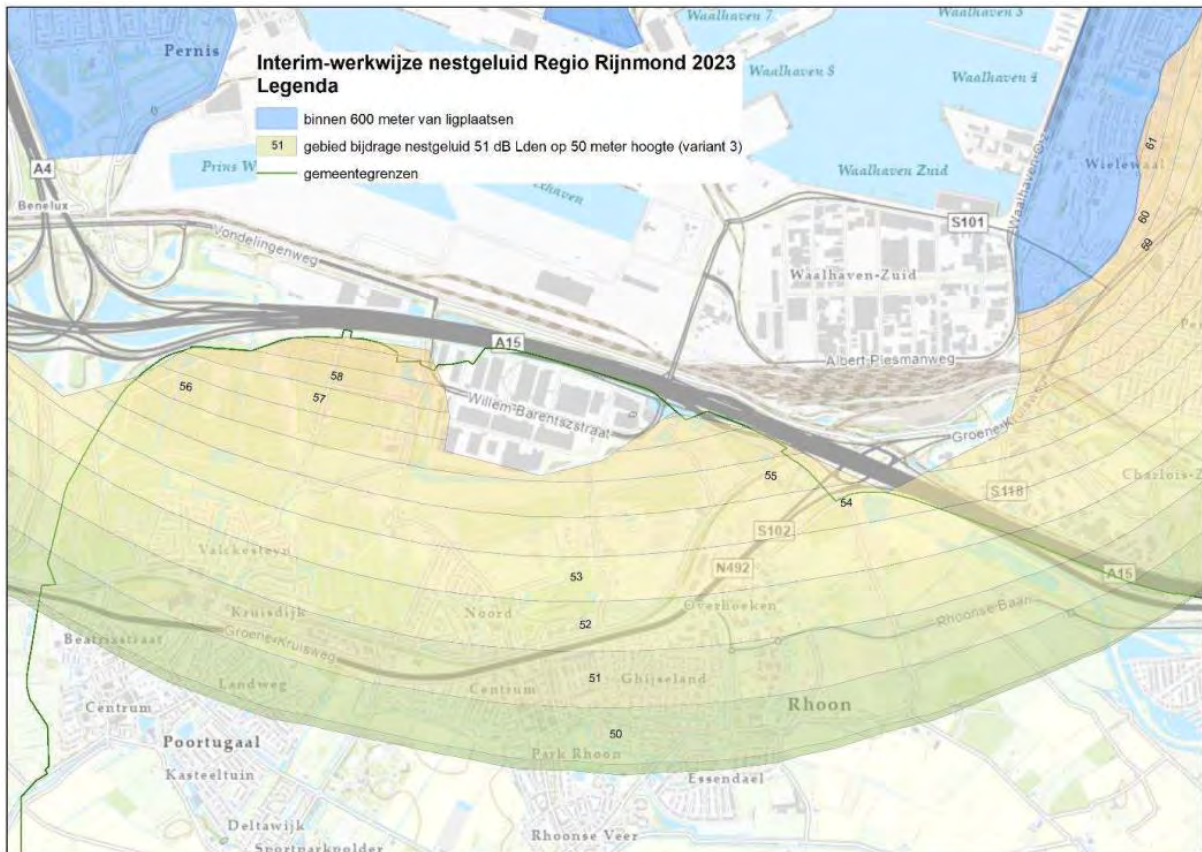 Waalhaven 7
Waalhaven 3
Pernis
Interim-werkwijze nestgeluid Regio Rijnmond 2023
Legenda
Waalhaven 8
Waalhaven 4
binnen 600 meter van ligplaatsen
51 gebied bijdrage nestgeluid 51 dB Lden op 50 meter hoogte (variant 3)
gemeentegrenzen
61
Wielewaal
A4
Prins
Waalhaven Zuid
Benelux
S101
60
59
Vondelingenweg
Waalhaven-Zuid
A15
Albert-Plesmanweg
58
56
57
Willem-Barentszstraat
55
54
S118
S102
N492
A15
53
Valckesteyn
Kruisdijk
Noord
52
Overhoeken
Rhoonse-Baan
Beatrixstraat
Groene-Kruisweg
Landweg
Centrum
51
Ghijseland
Centrum
Rhoon
50
Poortugaal
Park Rhoon
Kasteeltuin
Essendael
Deltawijk
Rhoonse Veer
Sportparkpolder